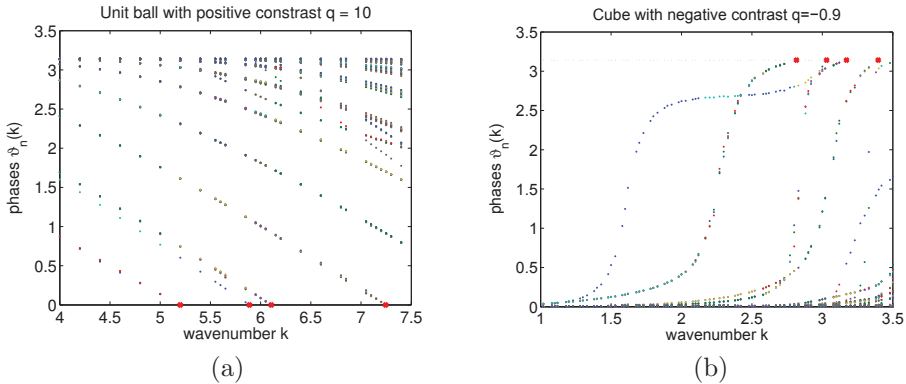 Unit ball with positive constrast q = 10
3.5
3
2.5
2
1.5
1
0.5
0
phases ϑn(k)
4 4.5 5 5.5 6 6.5 7 7.5
wavenumber k
(a)
Cube with negative contrast q=−0.9
3.5
3
2.5
2
1.5
1
0.5
0
phases ϑn(k)
1 1.5 2 2.5 3 3.5
wavenumber k
(b)